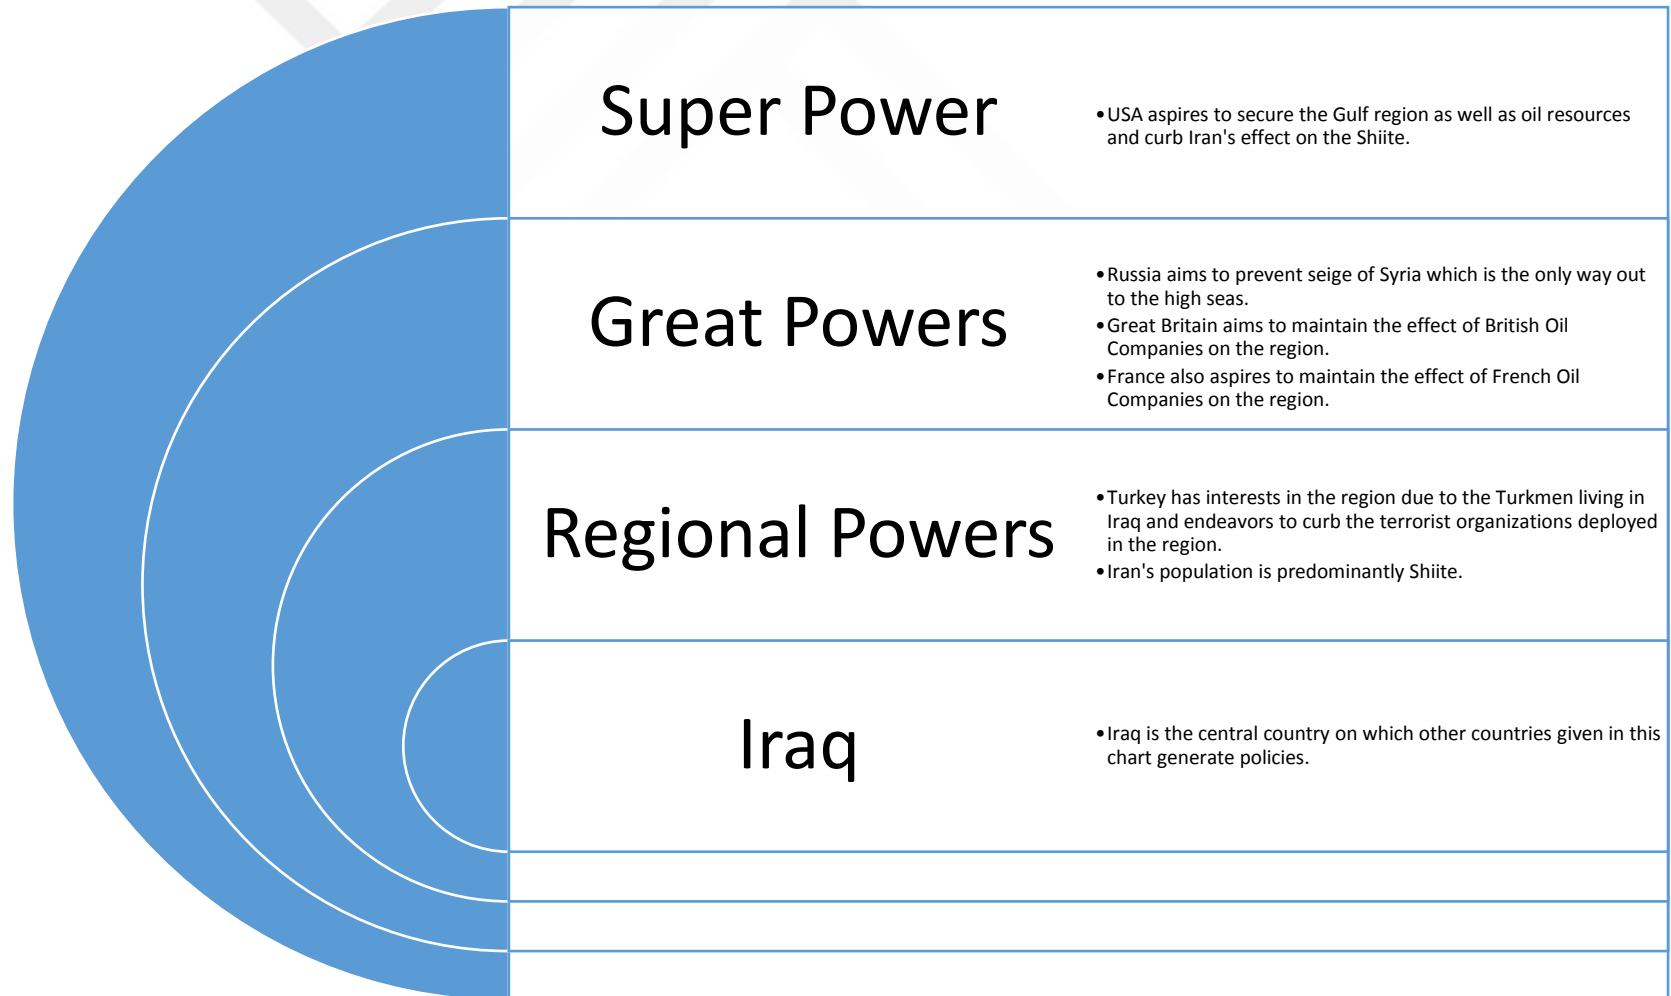 Super Power
•USA aspires to secure the Gulf region as well as oil resources
and curb Iran's effect on the Shiite.
Great Powers
•Russia aims to prevent seige of Syria which is the only way out
to the high seas.
•Great Britain aims to maintain the effect of British Oil
Companies on the region.
•France also aspires to maintain the effect of French Oil
Companies on the region.
Regional Powers
•Turkey has interests in the region due to the Turkmen living in
Iraq and endeavors to curb the terrorist organizations deployed
in the region.
•Iran's population is predominantly Shiite.
Iraq
•Iraq is the central country on which other countries given in this
chart generate policies.